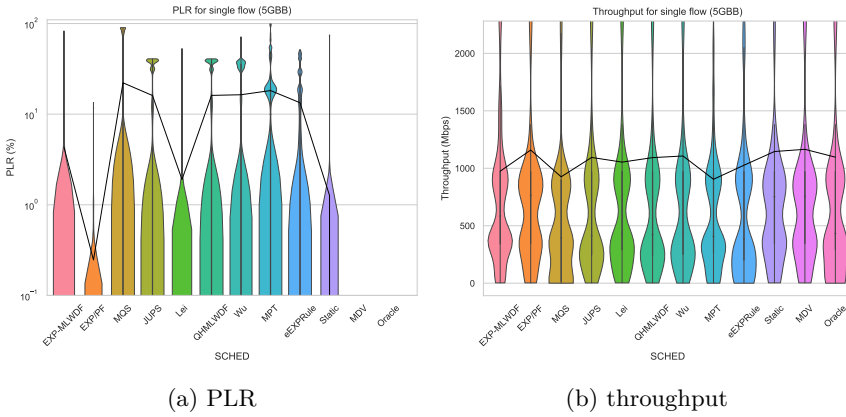 PLR for single flow (5GBB)
10²
10¹
10⁰
10⁻¹
PLR (%)
EXP-MLWDF
EXP/PF
MQS
JUPS
Lei
QHMLWDF
Wu
MPT
eEXPRule
Static
MDV
Oracle
SCHED
(a) PLR
Throughput for single flow (5GBB)
2000
1500
1000
500
0
Throughput (Mbps)
EXP-MLWDF
EXP/PF
MQS
JUPS
Lei
QHMLWDF
Wu
MPT
eEXPRule
Static
MDV
Oracle
SCHED
(b) throughput